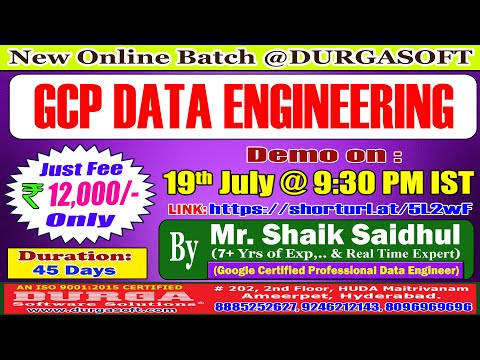 New Online Batch @DURGASOFT
GCP DATA ENGINEERING
Just Fee
₹ 12,000/-
Only
Demo on :
19th July @ 9:30 PM IST
LINK: https://shorturl.at/5L2wF
Duration:
45 Days
By
Mr. Shaik Saidhul
(7+ Yrs of Exp,.. & Real Time Expert)
(Google Certified Professional Data Engineer)
AN ISO 9001:2015 CERTIFIED
DURGA
Software Solutions®
www.durgasoft.com
# 202, 2nd Floor, HUDA Maitrivanam
Ameerpet, Hyderabad.
8885252627, 9246212143, 8096969696